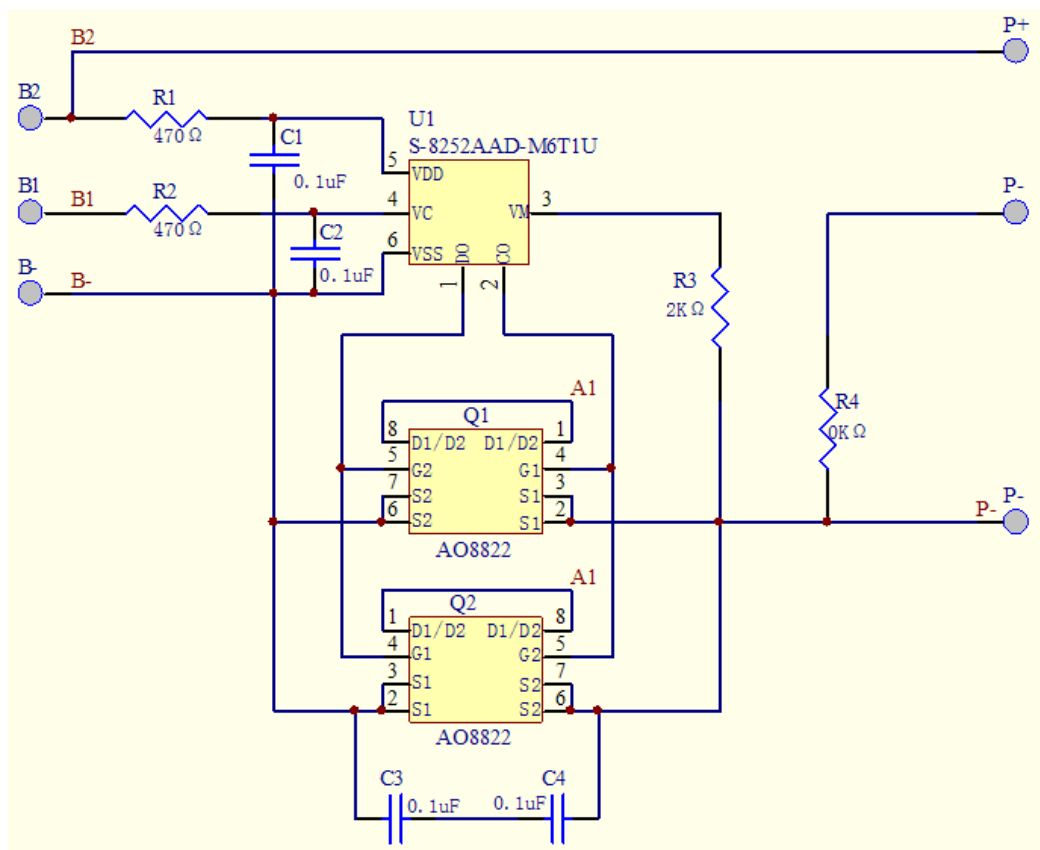 B2
P+
B2
R1
470Ω
C1
0.1uF
U1
S-8252AAD-M6T1U
5
VDD
B1
B1
R2
470Ω
4
VC
VM
3
P-
C2
0.1uF
6
VSS
DO
CO
B-
B-
1
2
R3
2KΩ
A1
Q1
8
D1/D2
D1/D2
1
5
G2
G1
4
7
S2
S1
3
6
S2
S1
2
AO8822
R4
0KΩ
P-
P-
A1
Q2
1
D1/D2
D1/D2
8
4
G1
G2
5
3
S1
S2
7
2
S1
S2
6
AO8822
C3
0.1uF
C4
0.1uF